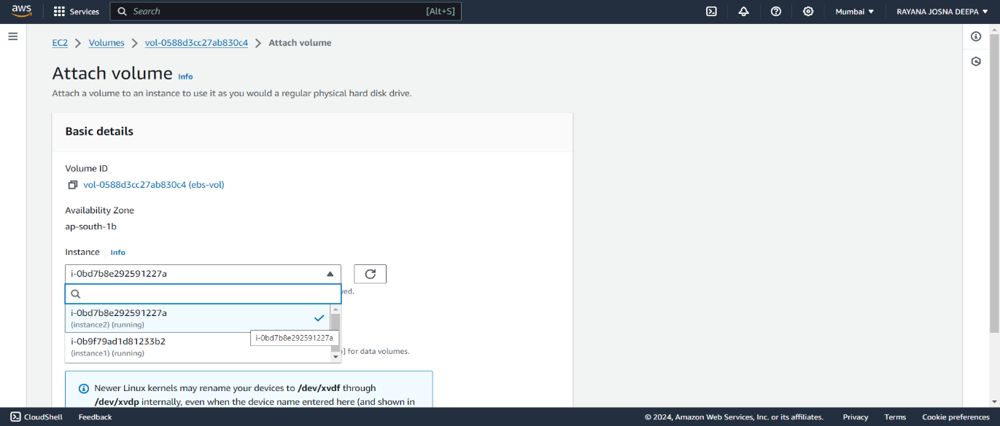 aws
Services
Search [Alt+S]
Mumbai
RAYANA JOSNA DEEPA
EC2 Volumes vol-0588d3cc27ab830c4 Attach volume
Attach volume Info
Attach a volume to an instance to use it as you would a regular physical hard disk drive.
Basic details
Volume ID
vol-0588d3cc27ab830c4 (ebs-vol)
Availability Zone
ap-south-1b
Instance Info
i-0bd7b8e292591227a
i-0bd7b8e292591227a
(instance2) (running)
i-0bd7b8e292591227a
i-0b9f79ad1d81233b2
(instance1) (running)
for data volumes.
Newer Linux kernels may rename your devices to /dev/xvdf through
/dev/xvdp internally, even when the device name entered here (and shown in
CloudShell Feedback © 2024, Amazon Web Services, Inc. or its affiliates. Privacy Terms Cookie preferences